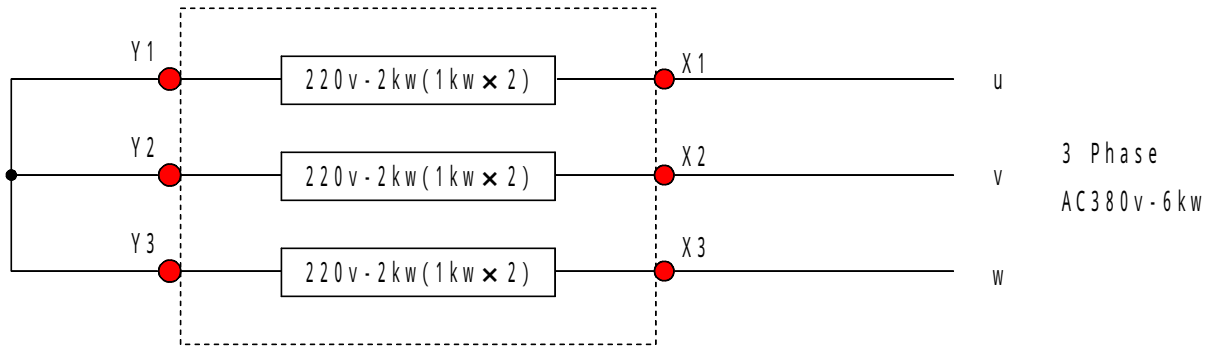 Y1
X1
220v-2kw(1kw×2)
u
Y2
X2
3 Phase
220v-2kw(1kw×2)
v
AC380v-6kw
Y3
X3
220v-2kw(1kw×2)
w